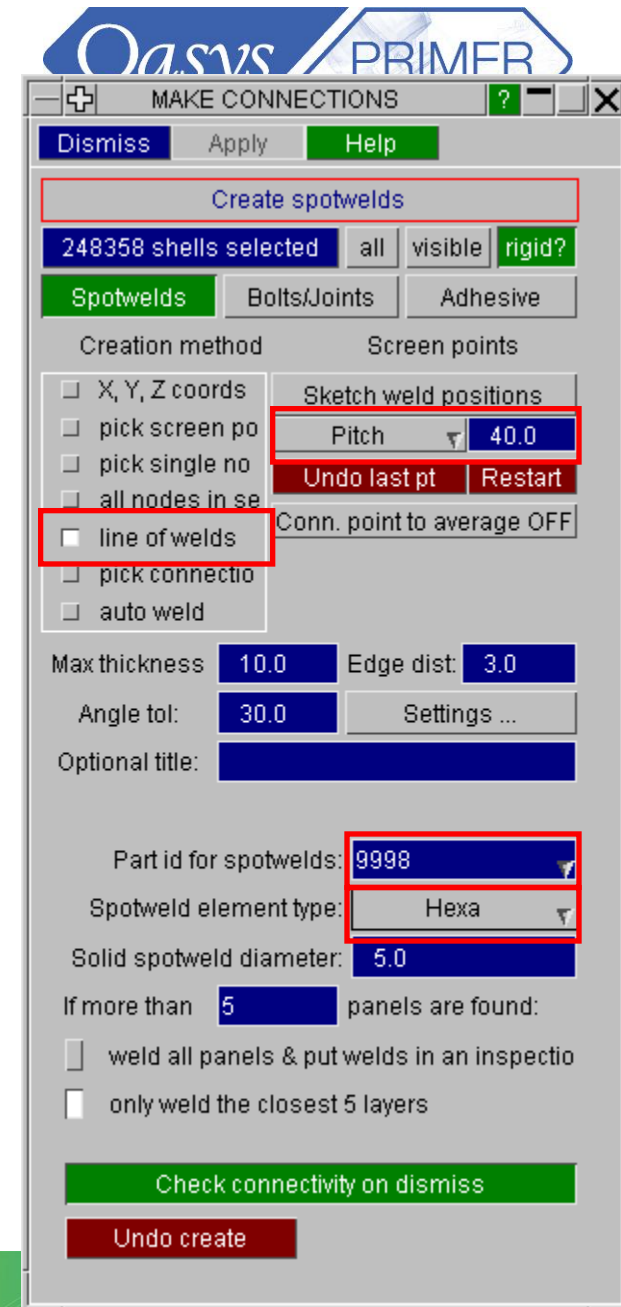 Oasys PRIMER
MAKE CONNECTIONS ?
Dismiss Apply Help
Create spotwelds
248358 shells selected all visible rigid?
Spotwelds Bolts/Joints Adhesive
Creation method Screen points
X, Y, Z coords Sketch weld positions
pick screen po Pitch 40.0
pick single no Undo last pt Restart
all nodes in se
line of welds Conn. point to average OFF
pick connectio
auto weld
Max thickness 10.0 Edge dist: 3.0
Angle tol: 30.0 Settings ...
Optional title:
Part id for spotwelds: 9998
Spotweld element type: Hexa
Solid spotweld diameter: 5.0
If more than 5 panels are found:
weld all panels & put welds in an inspectio
only weld the closest 5 layers
Check connectivity on dismiss
Undo create